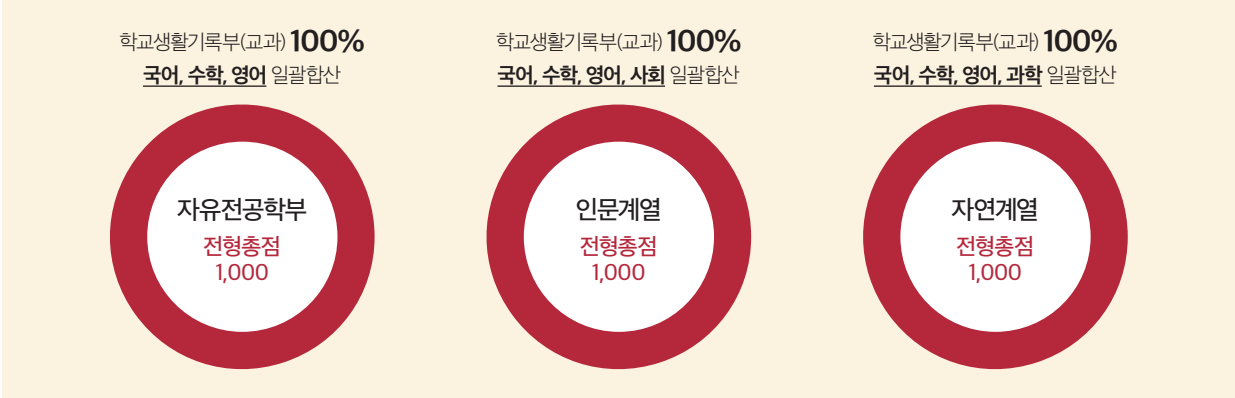 학교생활기록부(교과) 100%
국어, 수학, 영어 일괄합산
자유전공학부
전형총점
1,000
학교생활기록부(교과) 100%
국어, 수학, 영어, 사회 일괄합산
인문계열
전형총점
1,000
학교생활기록부(교과) 100%
국어, 수학, 영어, 과학 일괄합산
자연계열
전형총점
1,000